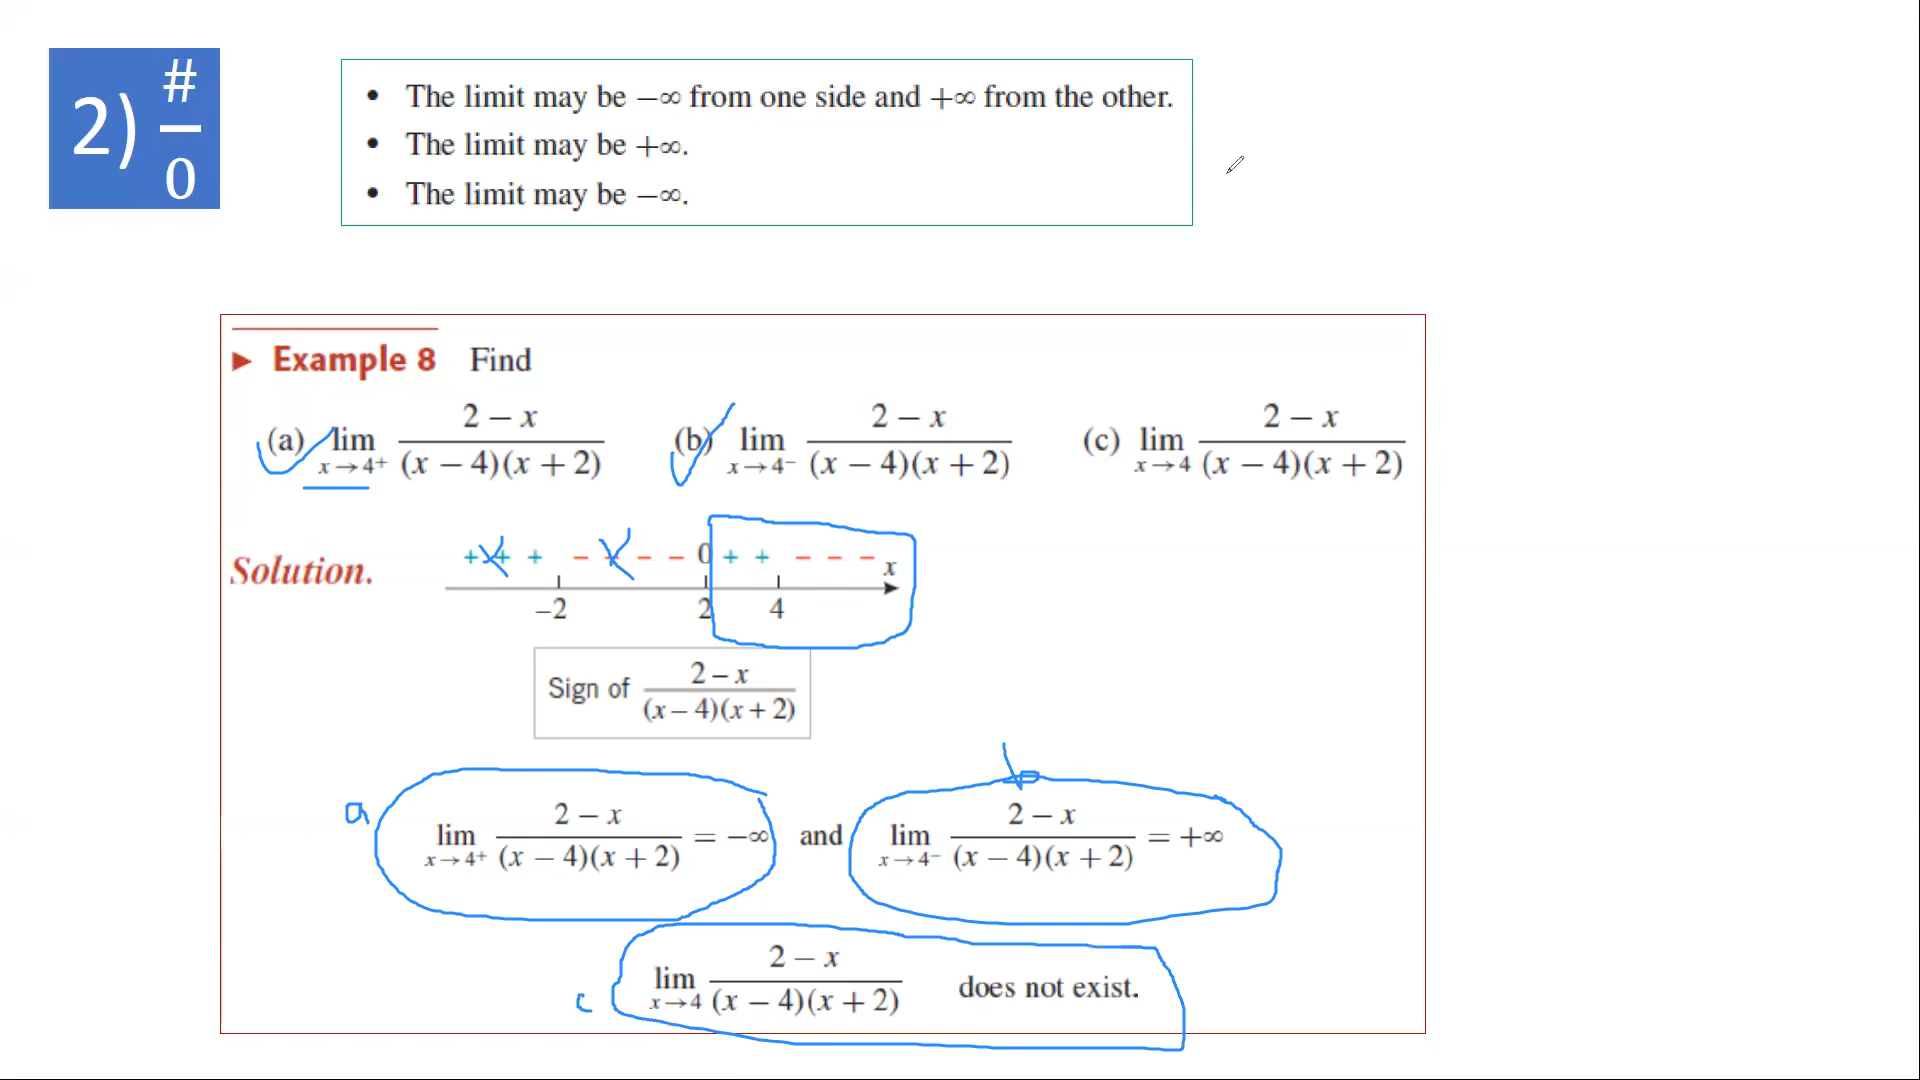 2) #/0
• The limit may be −∞ from one side and +∞ from the other.
• The limit may be +∞.
• The limit may be −∞.
► Example 8 Find
(a) lim x→4⁺ (2 − x)/((x − 4)(x + 2)) (b) lim x→4⁻ (2 − x)/((x − 4)(x + 2)) (c) lim x→4 (2 − x)/((x − 4)(x + 2))
Solution.
+ + + − − − − 0 + + − − − x
−2 2 4
Sign of (2 − x)/((x − 4)(x + 2))
b
a lim x→4⁺ (2 − x)/((x − 4)(x + 2)) = −∞ and lim x→4⁻ (2 − x)/((x − 4)(x + 2)) = +∞
c lim x→4 (2 − x)/((x − 4)(x + 2)) does not exist.